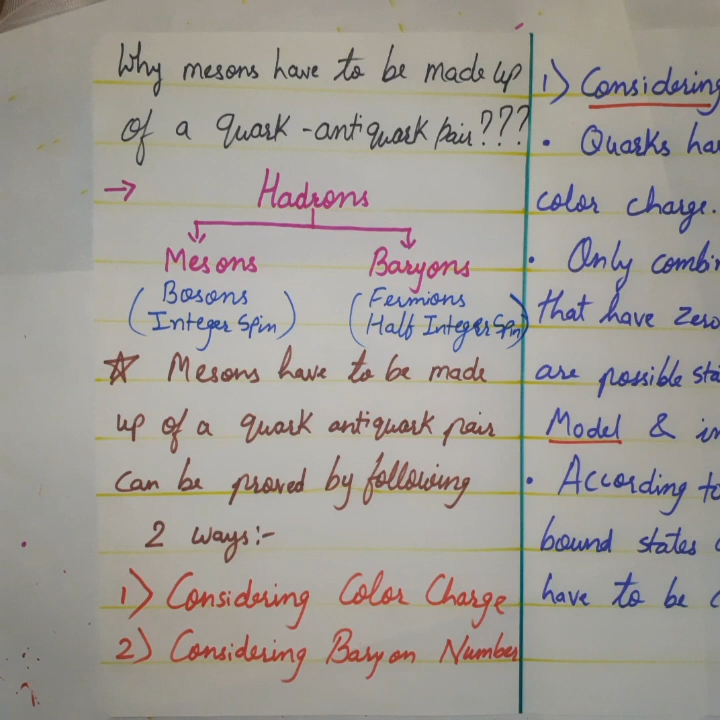 Why mesons have to be made up
of a quark-antiquark pair???
→ Hadrons
Mesons Baryons
(Bosons Integer Spin) (Fermions Half Integer Spin)
☆ Mesons have to be made
up of a quark antiquark pair
can be proved by following
2 ways:-
1) Considering Color Charge
2) Considering Baryon Number
1) Considering
• Quarks ha
color charge.
• Only combi
that have zero
are possible sta
Model & in
• According to
bound states
have to be